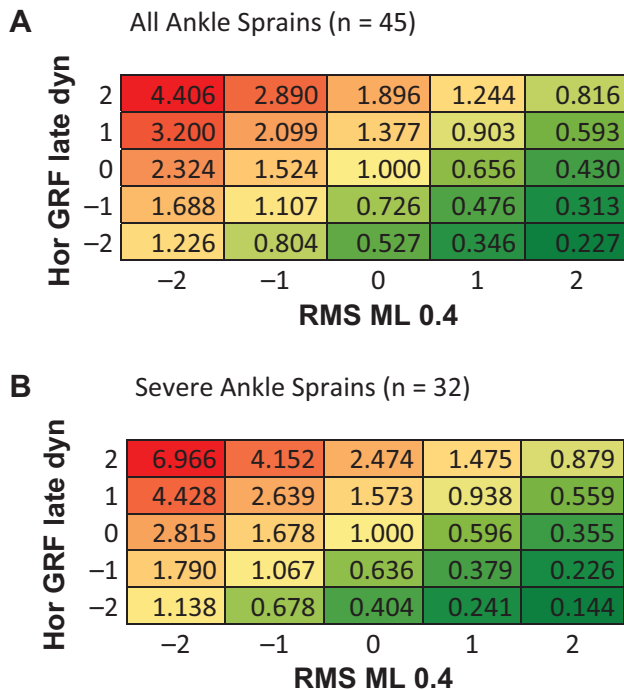 A All Ankle Sprains (n = 45)
Hor GRF late dyn
2 4.406 2.890 1.896 1.244 0.816
1 3.200 2.099 1.377 0.903 0.593
0 2.324 1.524 1.000 0.656 0.430
–1 1.688 1.107 0.726 0.476 0.313
–2 1.226 0.804 0.527 0.346 0.227
–2 –1 0 1 2
RMS ML 0.4
B Severe Ankle Sprains (n = 32)
Hor GRF late dyn
2 6.966 4.152 2.474 1.475 0.879
1 4.428 2.639 1.573 0.938 0.559
0 2.815 1.678 1.000 0.596 0.355
–1 1.790 1.067 0.636 0.379 0.226
–2 1.138 0.678 0.404 0.241 0.144
–2 –1 0 1 2
RMS ML 0.4